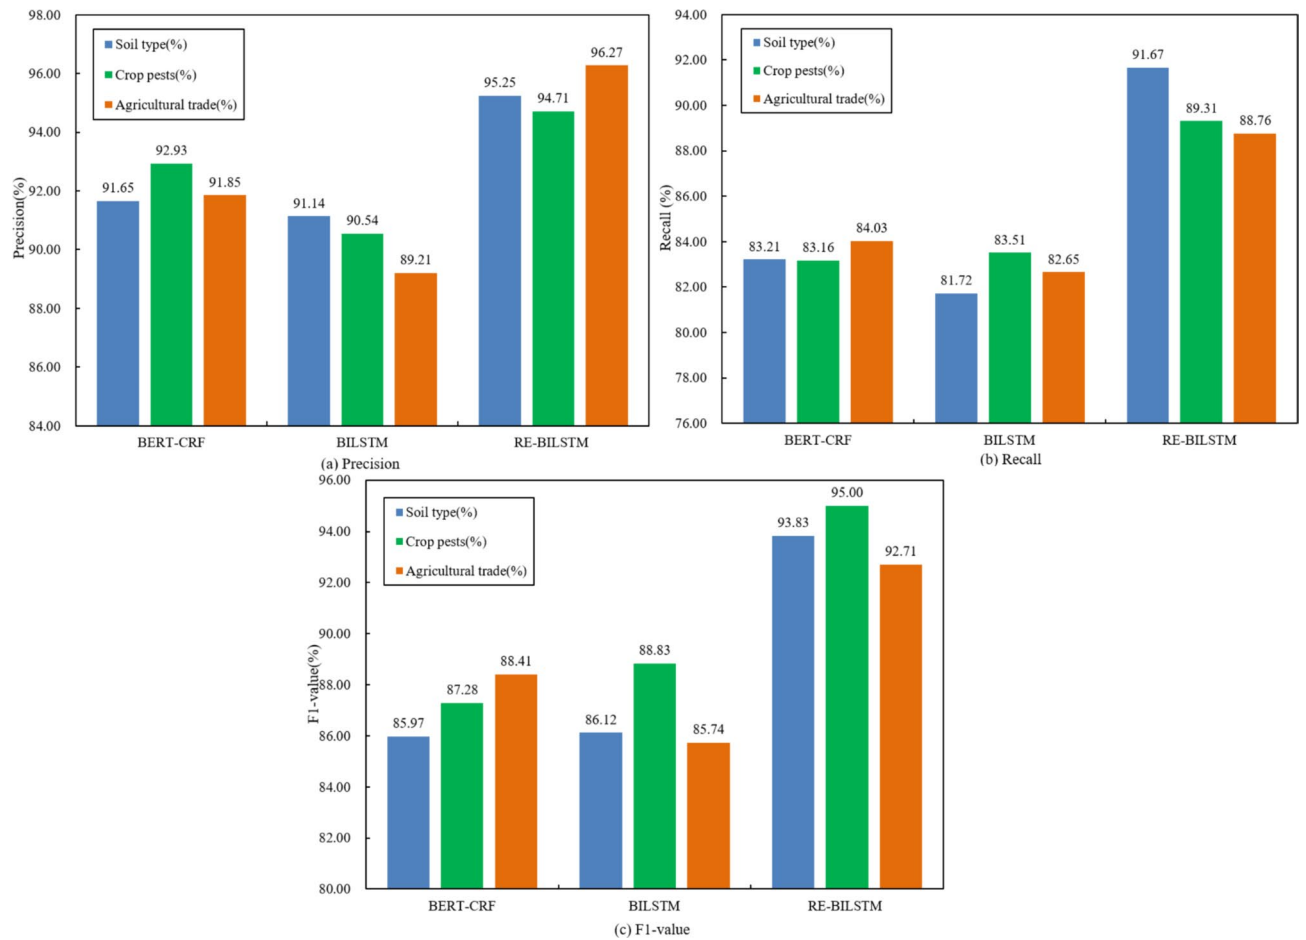 98.00
96.00
94.00
92.00
90.00
88.00
86.00
84.00
Precision(%)
Soil type(%)
Crop pests(%)
Agricultural trade(%)
91.65
92.93
91.85
91.14
90.54
89.21
95.25
94.71
96.27
BERT-CRF
BILSTM
RE-BILSTM
(a) Precision
94.00
92.00
90.00
88.00
86.00
84.00
82.00
80.00
78.00
76.00
Recall (%)
Soil type(%)
Crop pests(%)
Agricultural trade(%)
83.21
83.16
84.03
81.72
83.51
82.65
91.67
89.31
88.76
BERT-CRF
BILSTM
RE-BILSTM
(b) Recall
96.00
94.00
92.00
90.00
88.00
86.00
84.00
82.00
80.00
F1-value(%)
Soil type(%)
Crop pests(%)
Agricultural trade(%)
85.97
87.28
88.41
86.12
88.83
85.74
93.83
95.00
92.71
BERT-CRF
BILSTM
RE-BILSTM
(c) F1-value